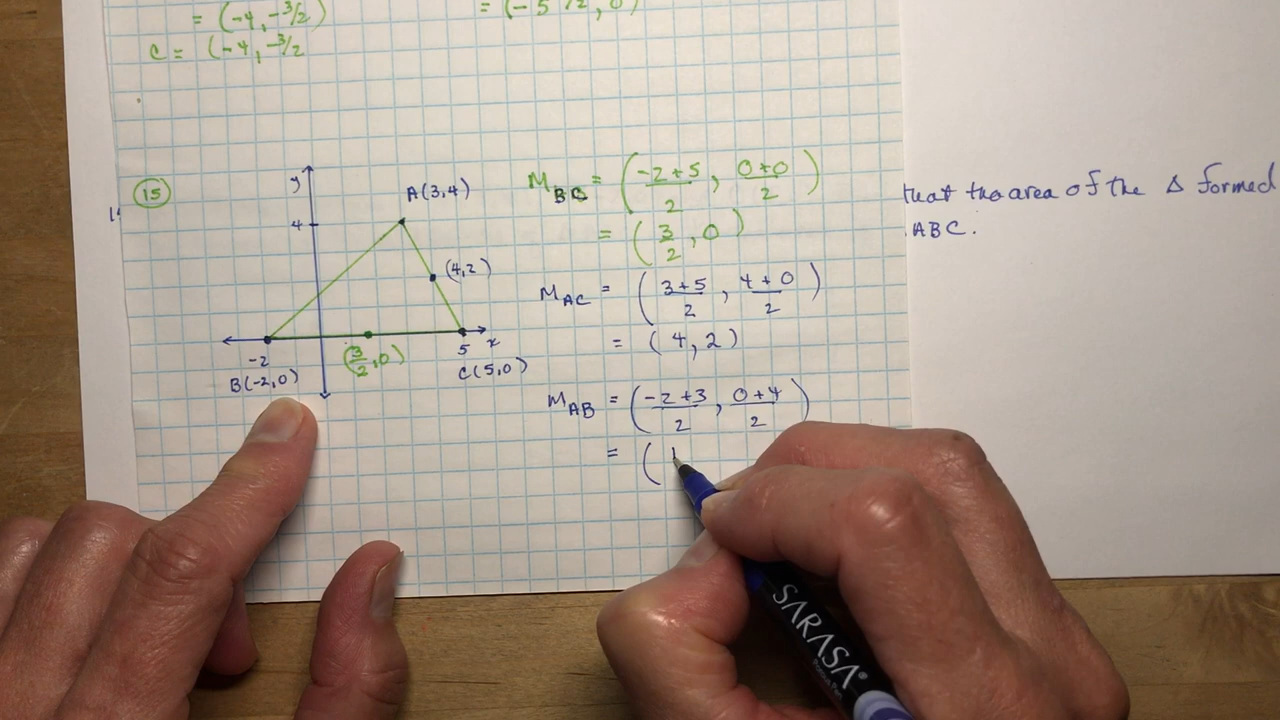 = (-4, -3/2)
= (-5/2, 0)
C = (-4, -3/2
15
y
A(3,4)
4
(4,2)
-2
5 x
B(-2,0)
(3/2, 0)
C(5,0)
M_BC = ((-2+5)/2, (0+0)/2)
= (3/2, 0)
M_AC = ((3+5)/2, (4+0)/2)
= (4, 2)
M_AB = ((-2+3)/2, (0+4)/2)
= (1
that the area of the Δ formed
ABC.
SARASA®